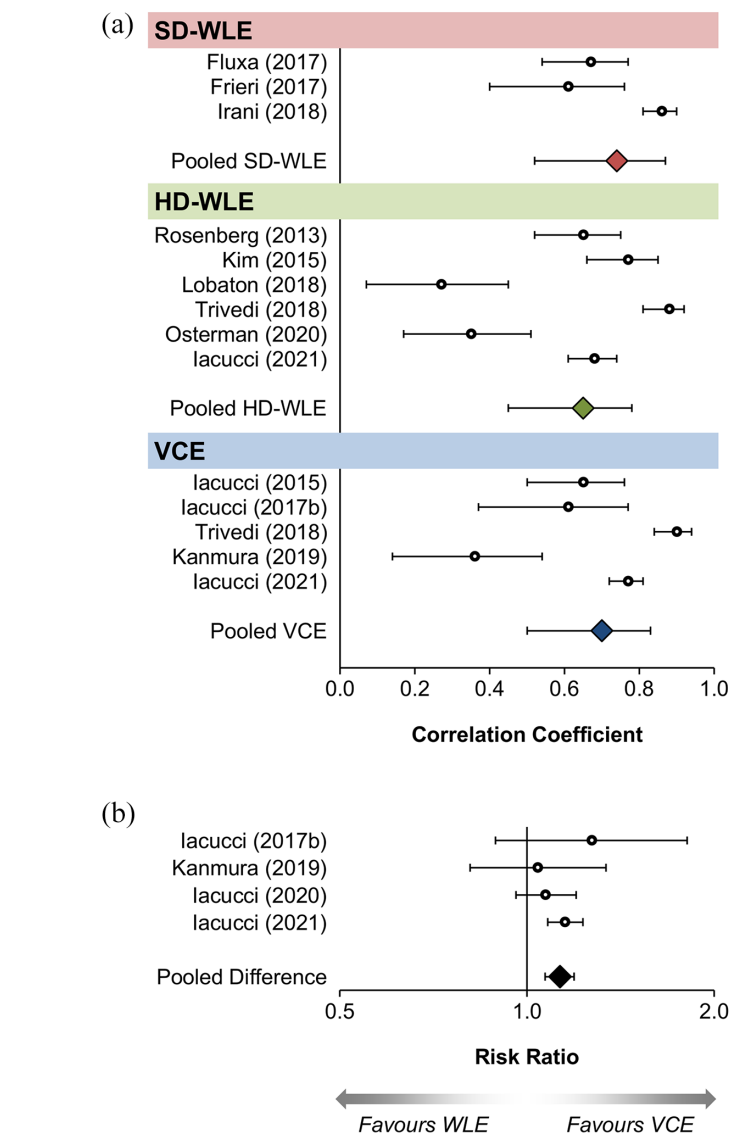 (a)
SD-WLE
Fluxa (2017)
Frieri (2017)
Irani (2018)
Pooled SD-WLE
HD-WLE
Rosenberg (2013)
Kim (2015)
Lobaton (2018)
Trivedi (2018)
Osterman (2020)
Iacucci (2021)
Pooled HD-WLE
VCE
Iacucci (2015)
Iacucci (2017b)
Trivedi (2018)
Kanmura (2019)
Iacucci (2021)
Pooled VCE
0.0 0.2 0.4 0.6 0.8 1.0
Correlation Coefficient
(b)
Iacucci (2017b)
Kanmura (2019)
Iacucci (2020)
Iacucci (2021)
Pooled Difference
0.5 1.0 2.0
Risk Ratio
Favours WLE Favours VCE